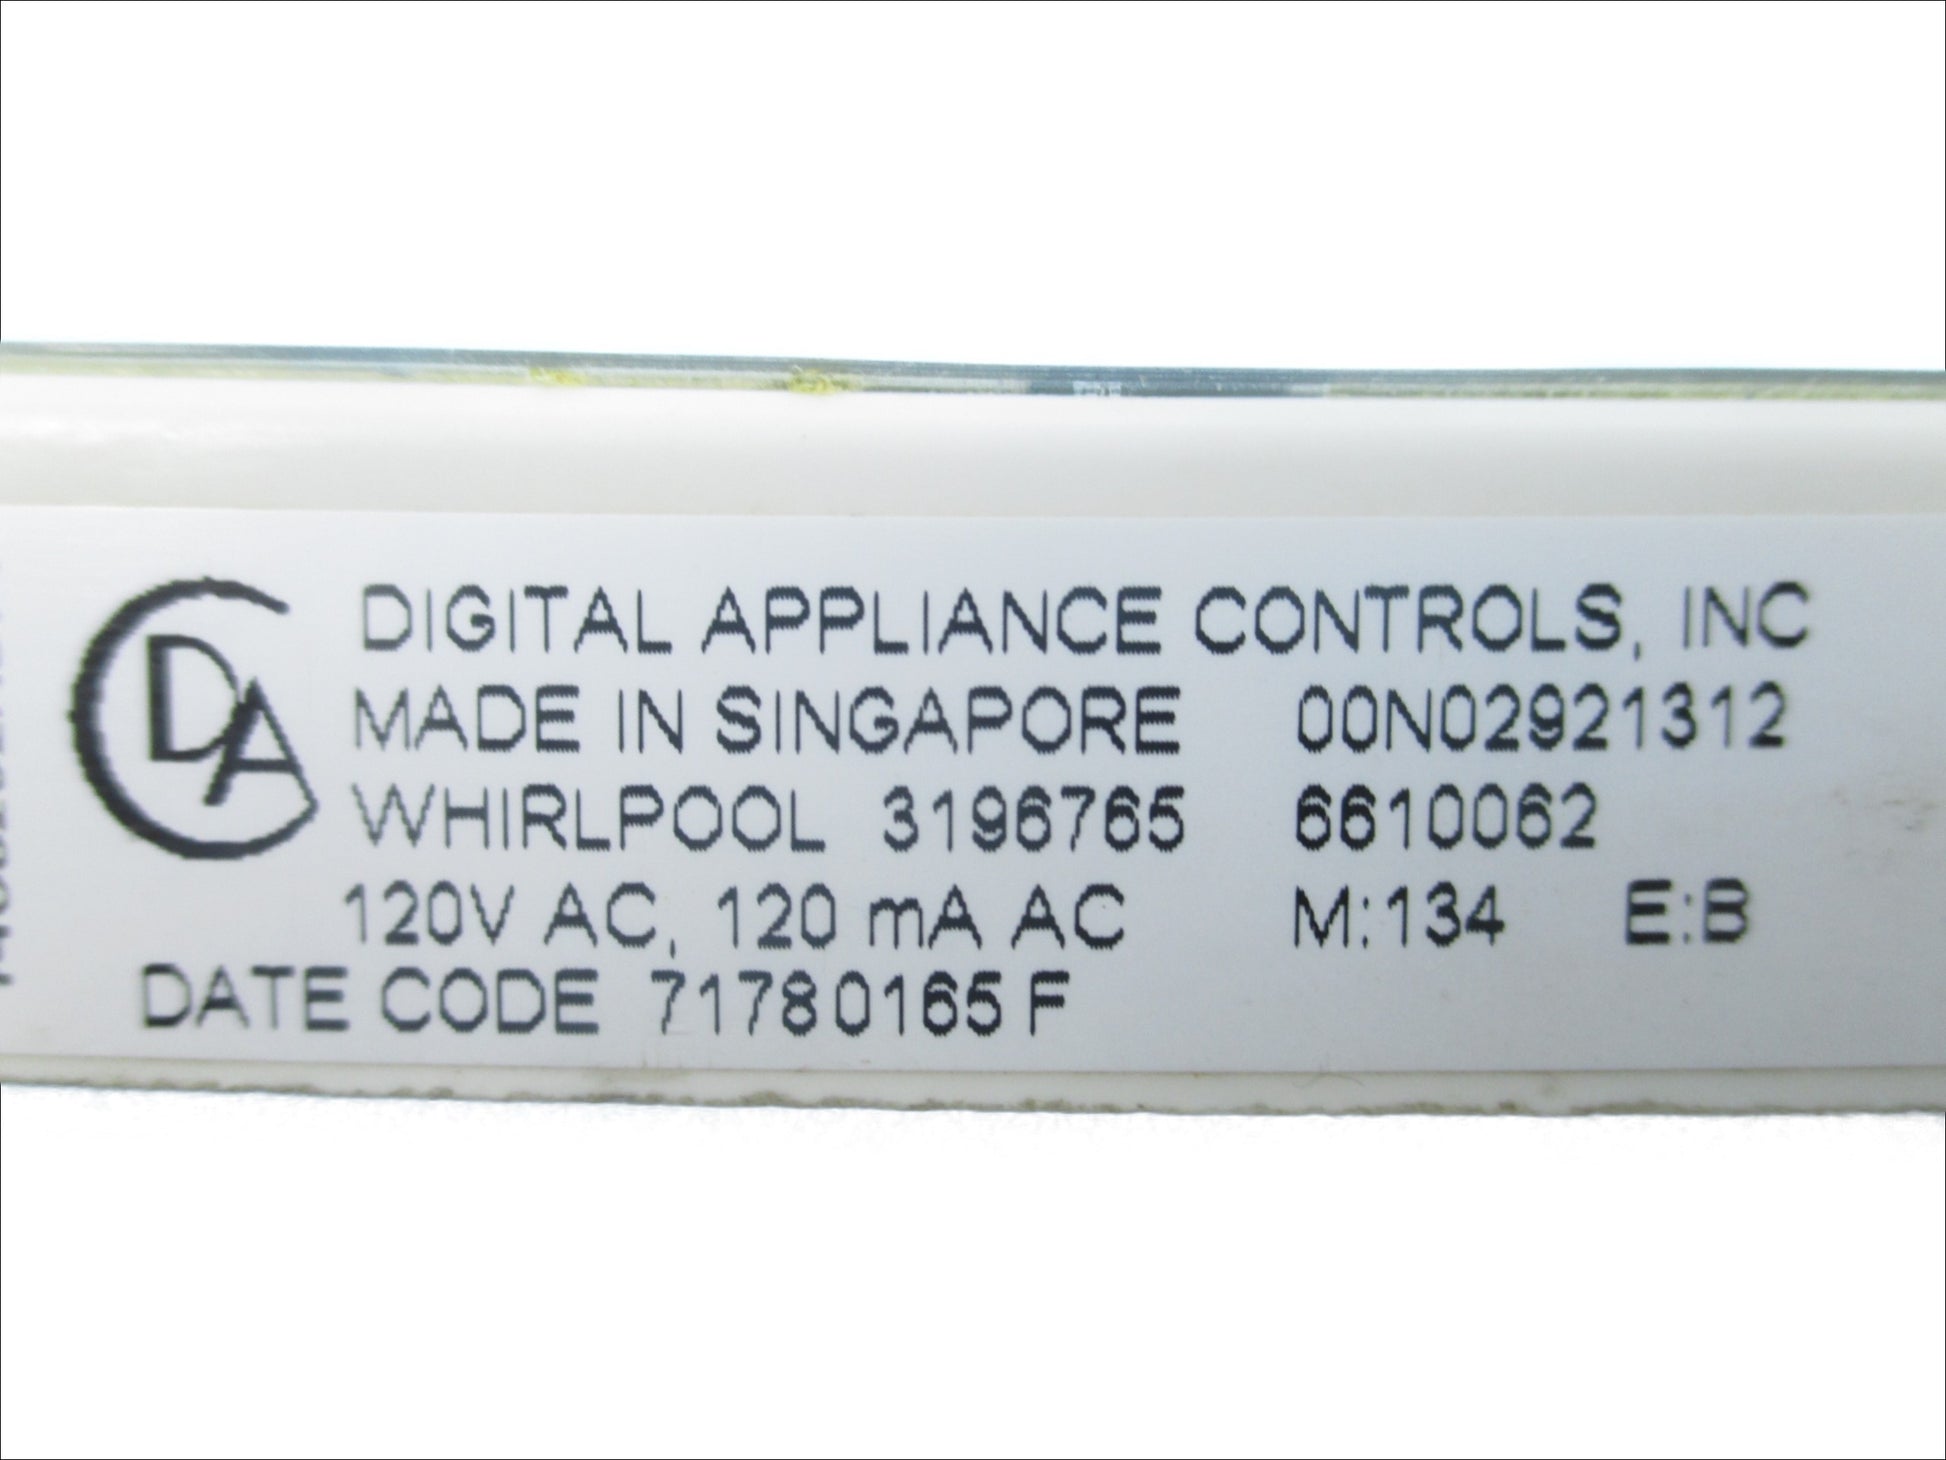 CDA
DIGITAL APPLIANCE CONTROLS, INC
MADE IN SINGAPORE 00N02921312
WHIRLPOOL 3196765 6610062
120V AC, 120 mA AC M:134 E:B
DATE CODE 71780165 F